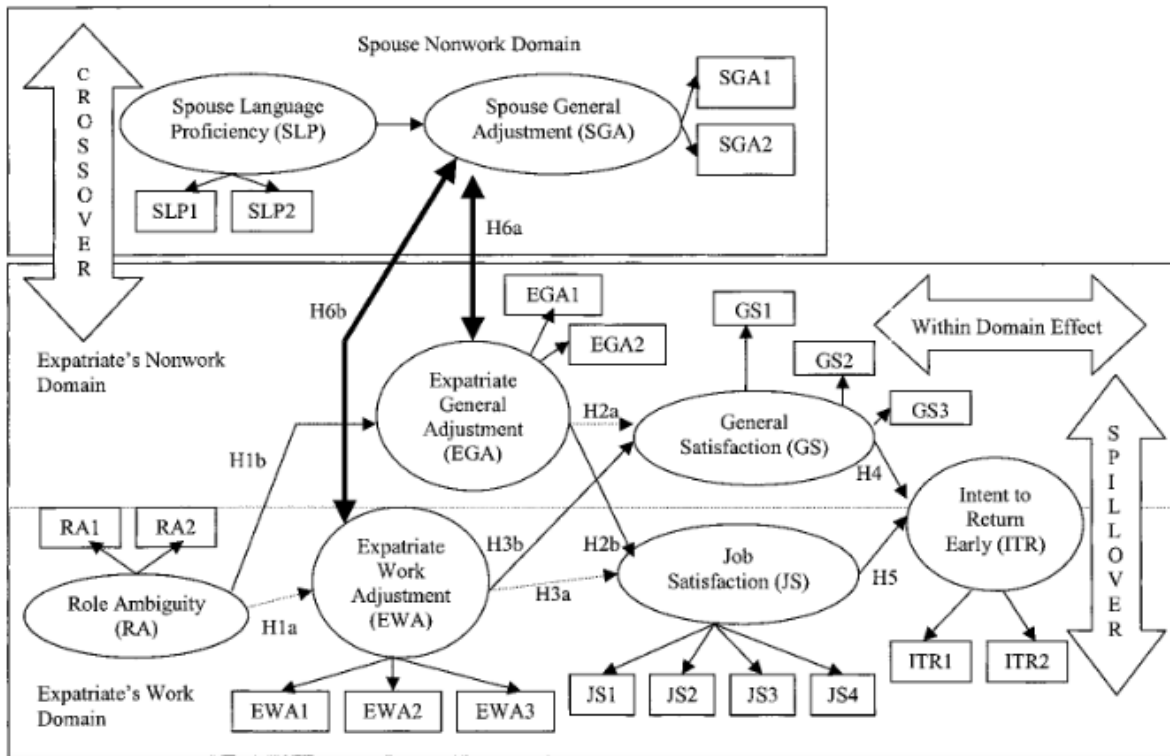 Spouse Nonwork Domain
CROSSOVER
Spouse Language
Proficiency (SLP)
Spouse General
Adjustment (SGA)
SGA1
SGA2
SLP1
SLP2
H6a
H6b
Expatriate's Nonwork
Domain
EGA1
EGA2
Expatriate
General
Adjustment
(EGA)
GS1
GS2
GS3
Within Domain Effect
H2a
General
Satisfaction (GS)
H1b
H4
SPILLOVER
RA1
RA2
Role Ambiguity
(RA)
H1a
Expatriate
Work
Adjustment
(EWA)
H3b
H2b
H3a
Job
Satisfaction (JS)
H5
Intent to
Return
Early (ITR)
Expatriate's Work
Domain
EWA1
EWA2
EWA3
JS1
JS2
JS3
JS4
ITR1
ITR2